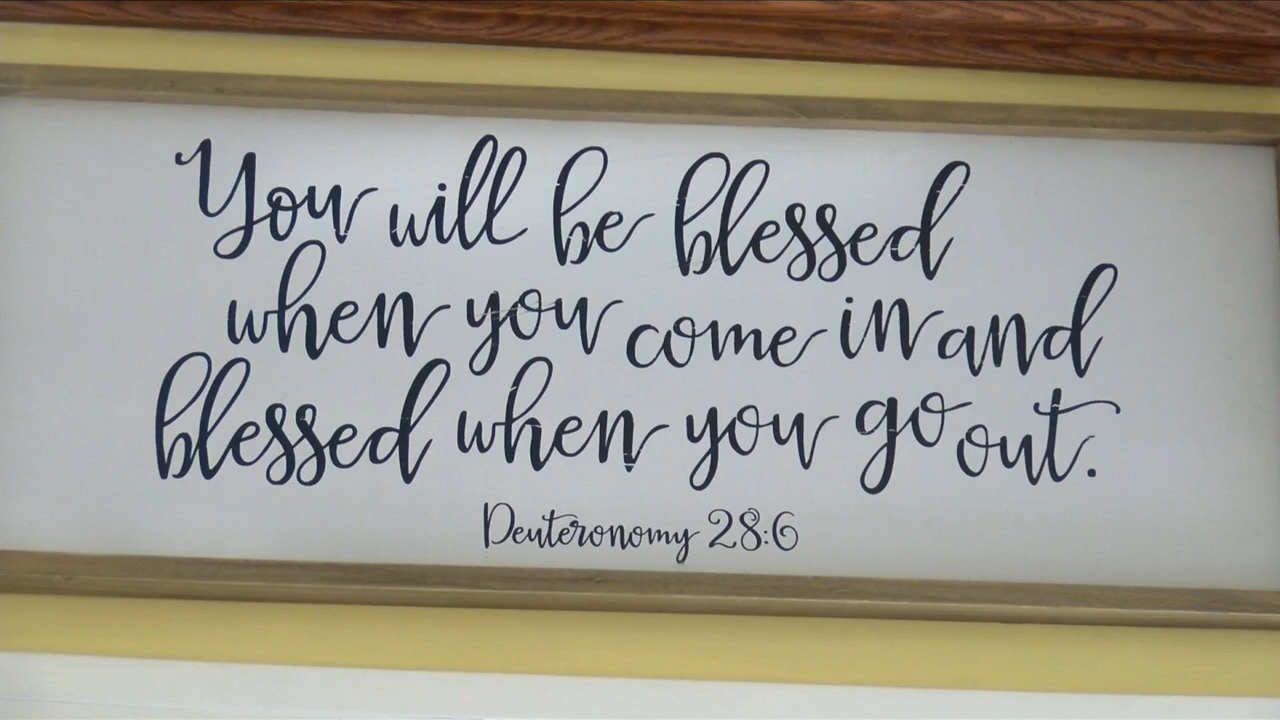 You will be blessed
when you come in and
blessed when you go out.
Deuteronomy 28:6